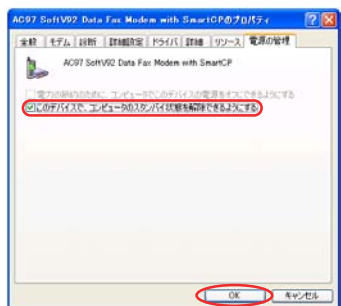 AC97 SoftV92 Data Fax Modem with SmartCPのプロパティ
全般 モデム 診断 詳細設定 ドライバ 詳細 リソース 電源の管理
AC97 SoftV92 Data Fax Modem with SmartCP
電力の節約のために、コンピュータでこのデバイスの電源をオフにできるようにする
このデバイスで、コンピュータのスタンバイ状態を解除できるようにする
OK キャンセル